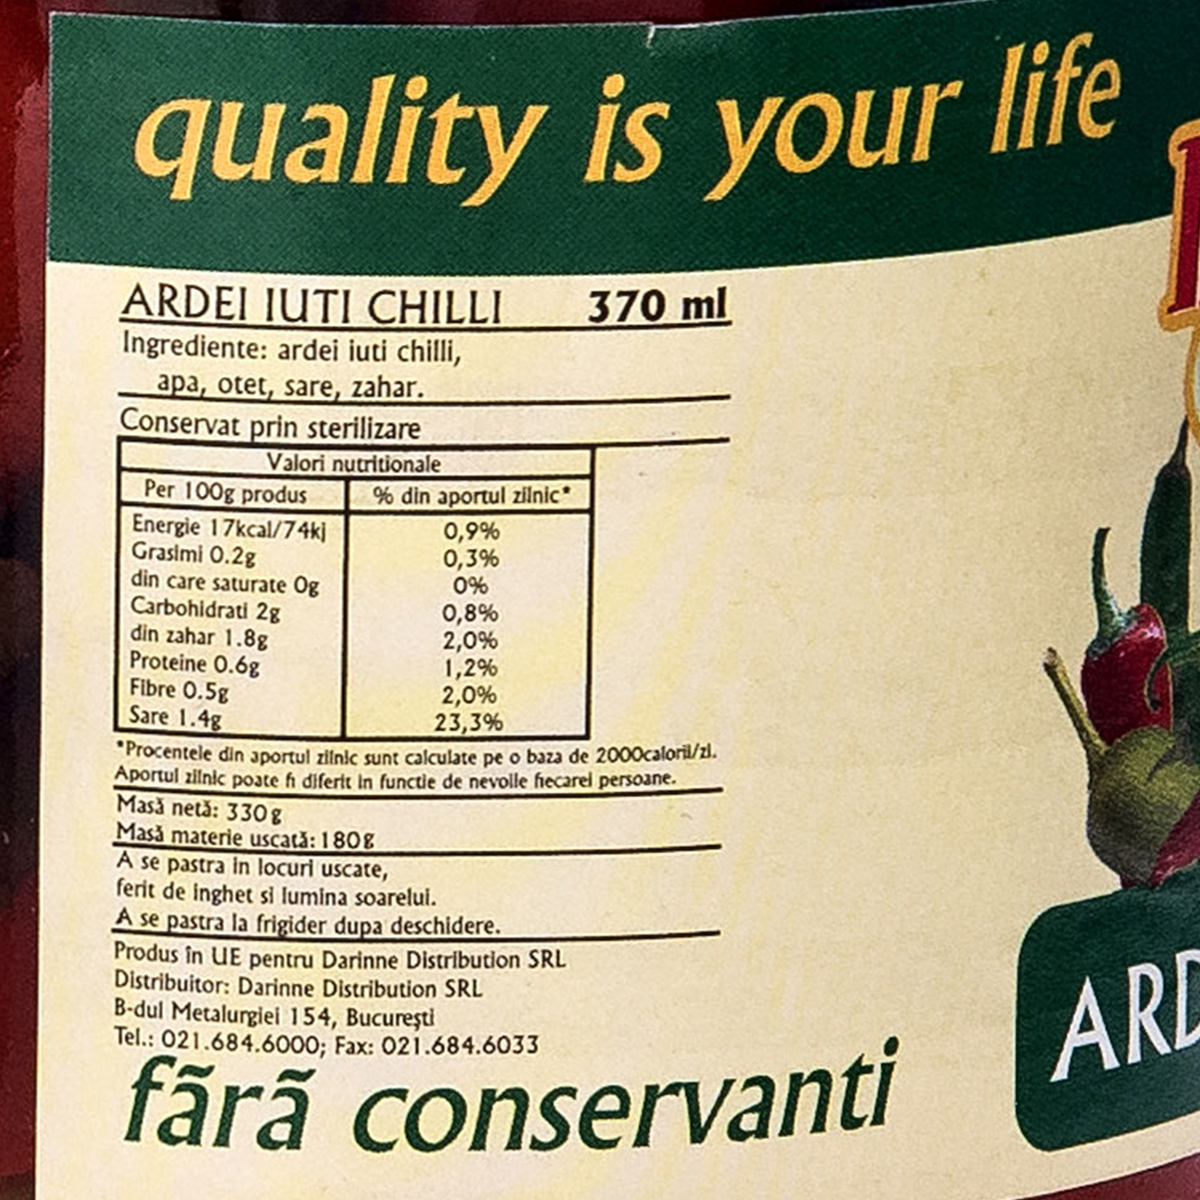 quality is your life
ARDEI IUTI CHILLI 370 ml
Ingrediente: ardei iuti chilli,
apa, otet, sare, zahar.
Conservat prin sterilizare
Valori nutritionale
Per 100g produs % din aportul zilnic*
Energie 17kcal/74kj 0,9%
Grasimi 0.2g 0,3%
din care saturate 0g 0%
Carbohidrati 2g 0,8%
din zahar 1.8g 2,0%
Proteine 0.6g 1,2%
Fibre 0.5g 2,0%
Sare 1.4g 23,3%
*Procentele din aportul zilnic sunt calculate pe o baza de 2000calorii/zi.
Aportul zilnic poate fi diferit in functie de nevoile fiecarei persoane.
Masă netă: 330g
Masă materie uscată: 180g
A se pastra in locuri uscate,
ferit de inghet si lumina soarelui.
A se pastra la frigider dupa deschidere.
Produs în UE pentru Darinne Distribution SRL
Distribuitor: Darinne Distribution SRL
B-dul Metalurgiei 154, Bucureşti
Tel.: 021.684.6000; Fax: 021.684.6033
fãrã conservanti
ARD